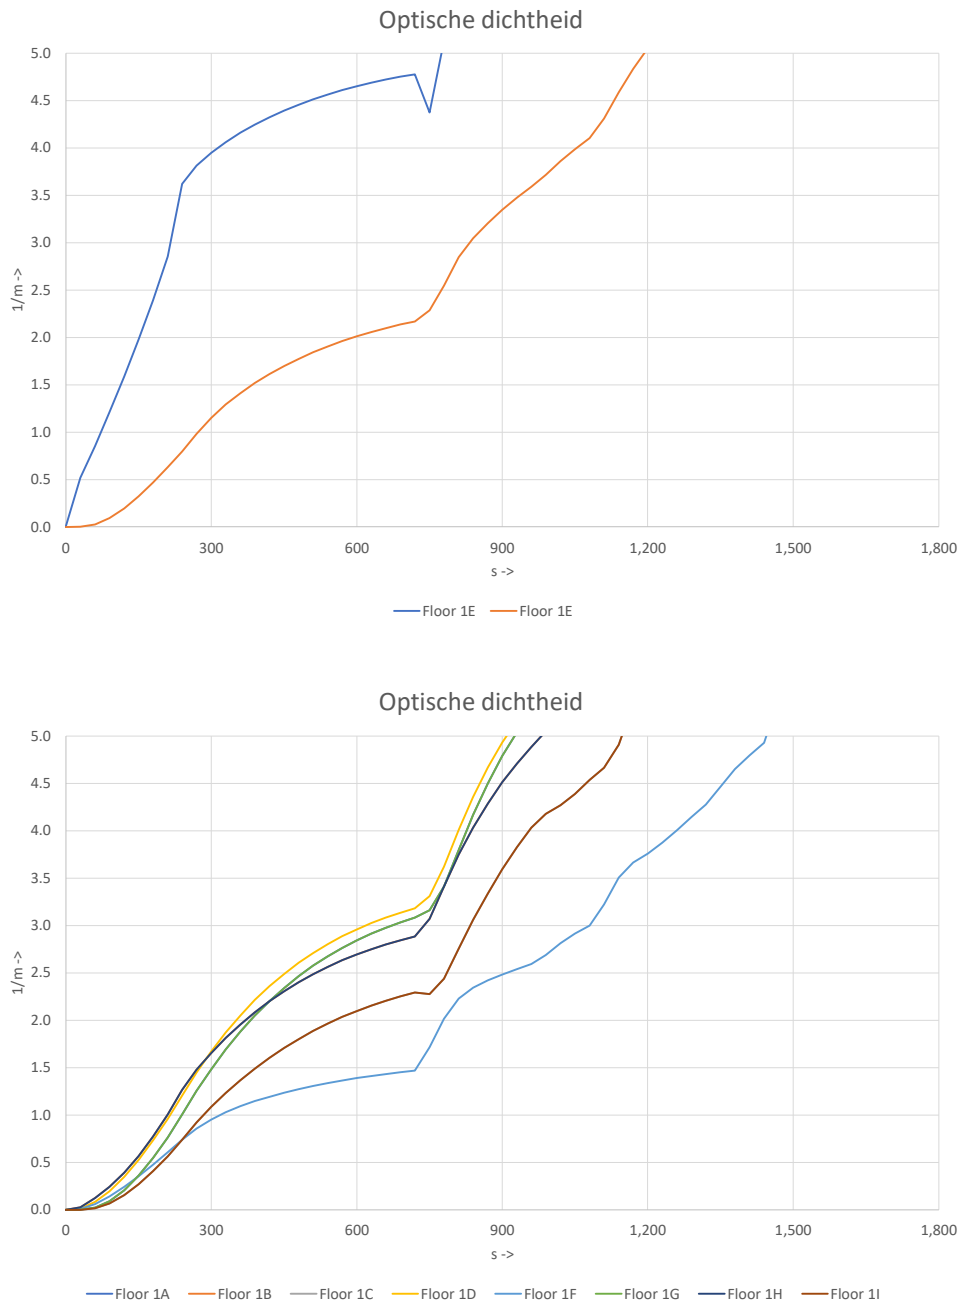 Optische dichtheid
5.0
4.5
4.0
3.5
3.0
2.5
2.0
1.5
1.0
0.5
0.0
1/m ->
0 300 600 900 1,200 1,500 1,800
s ->
Floor 1E Floor 1E
Optische dichtheid
5.0
4.5
4.0
3.5
3.0
2.5
2.0
1.5
1.0
0.5
0.0
1/m ->
0 300 600 900 1,200 1,500 1,800
s ->
Floor 1A Floor 1B Floor 1C Floor 1D Floor 1F Floor 1G Floor 1H Floor 1I